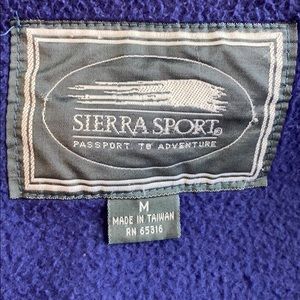 SIERRA SPORT®
PASSPORT TO ADVENTURE
M
MADE IN TAIWAN
RN 65316